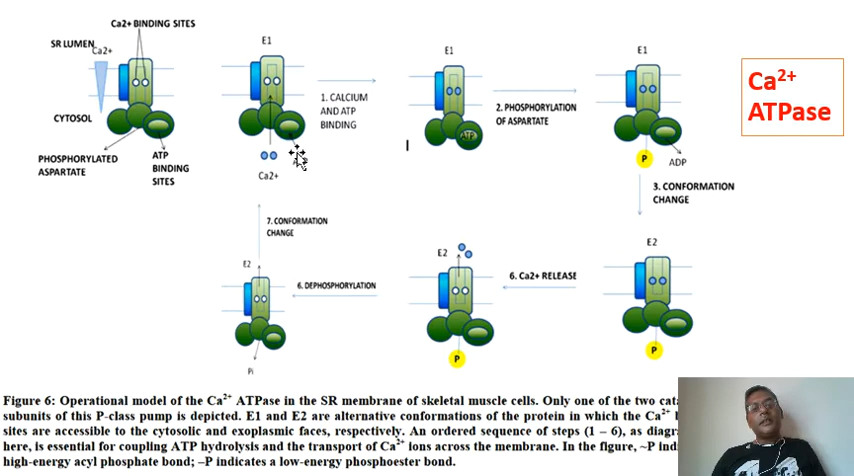 Ca2+ BINDING SITES
SR LUMEN
Ca2+
CYTOSOL
PHOSPHORYLATED
ASPARTATE
ATP
BINDING
SITES
E1
Ca2+
1. CALCIUM
AND ATP
BINDING
E1
ATP
2. PHOSPHORYLATION
OF ASPARTATE
E1
P
ADP
Ca2+
ATPase
3. CONFORMATION
CHANGE
E2
P
6. Ca2+ RELEASE
E2
P
6. DEPHOSPHORYLATION
E2
Pi
7. CONFORMATION
CHANGE
Figure 6: Operational model of the Ca2+ ATPase in the SR membrane of skeletal muscle cells. Only one of the two
subunits of this P-class pump is depicted. E1 and E2 are alternative conformations of the protein in which the Ca2+
sites are accessible to the cytosolic and exoplasmic faces, respectively. An ordered sequence of steps (1 – 6), as
here, is essential for coupling ATP hydrolysis and the transport of Ca2+ ions across the membrane. In the figure, ~P
high-energy acyl phosphate bond; –P indicates a low-energy phosphoester bond.